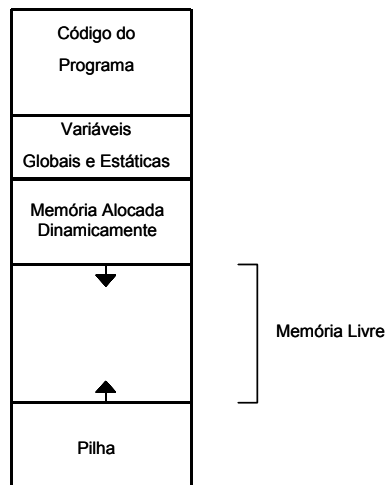 Código do
Programa
Variáveis
Globais e Estáticas
Memória Alocada
Dinamicamente
Memória Livre
Pilha